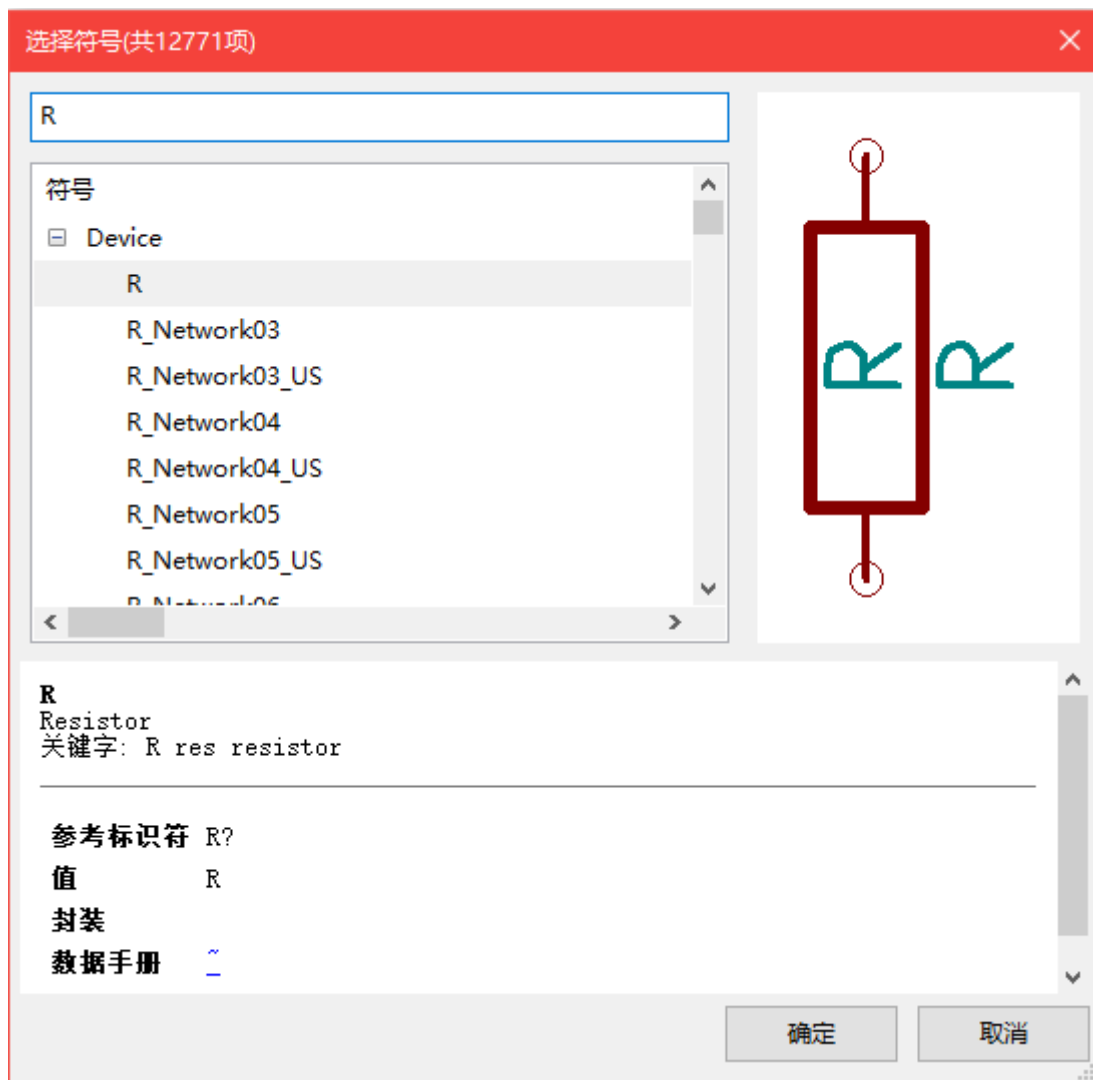 选择符号(共12771项)
R
符号
Device
R
R_Network03
R_Network03_US
R_Network04
R_Network04_US
R_Network05
R_Network05_US
R_Network06
R R
R
Resistor
关键字: R res resistor
参考标识符 R?
值 R
封装
数据手册 ~
确定 取消